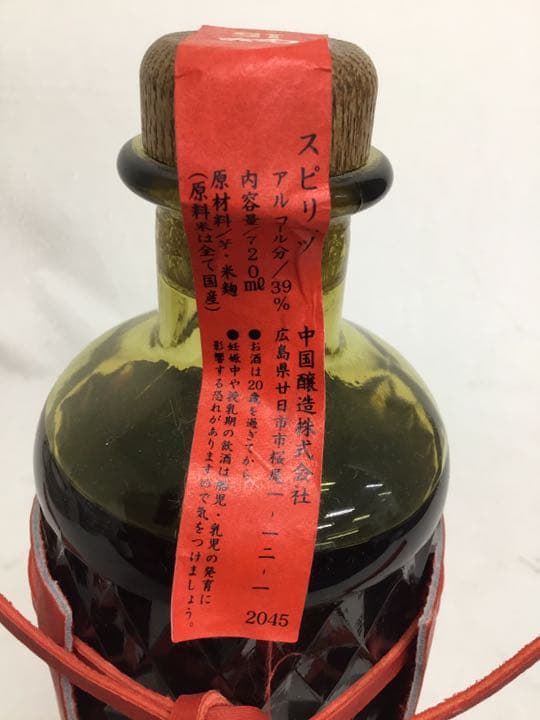 スピリッツ
アルコール分/39%
内容量/720ml
原材料/米・米麹
(原料米は全て国産)
中国醸造株式会社
広島県廿日市市桜尾一-一二-一
●お酒は20歳を過ぎてから。
●妊娠中や授乳期の飲酒は胎児・乳児の発育に
影響する恐れがありますので気をつけましょう。
2045